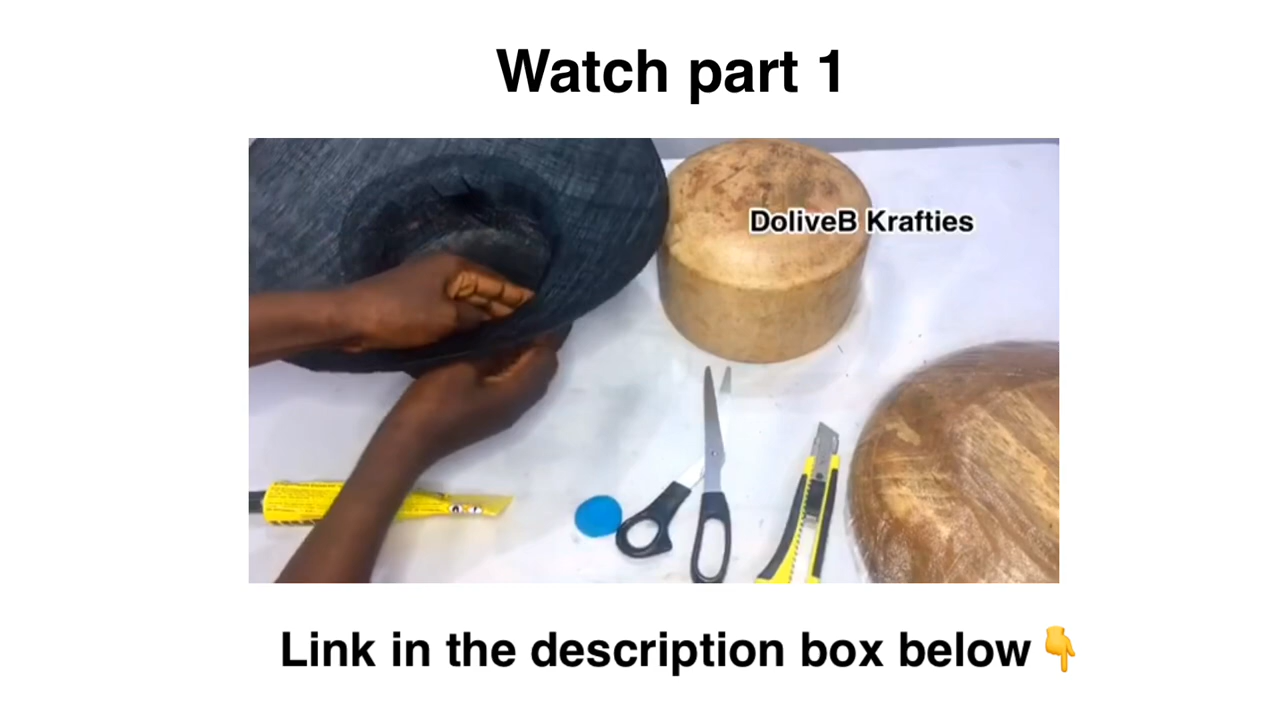 Watch part 1
DoliveB Krafties
Link in the description box below👇